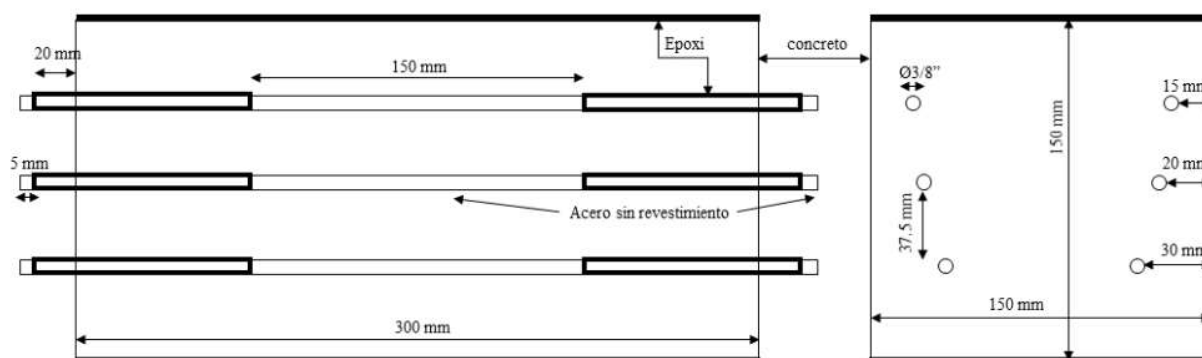 20 mm
Epoxi
concreto
150 mm
Ø3/8”
15 mm
5 mm
150 mm
20 mm
Acero sin revestimiento
37.5 mm
30 mm
150 mm
300 mm